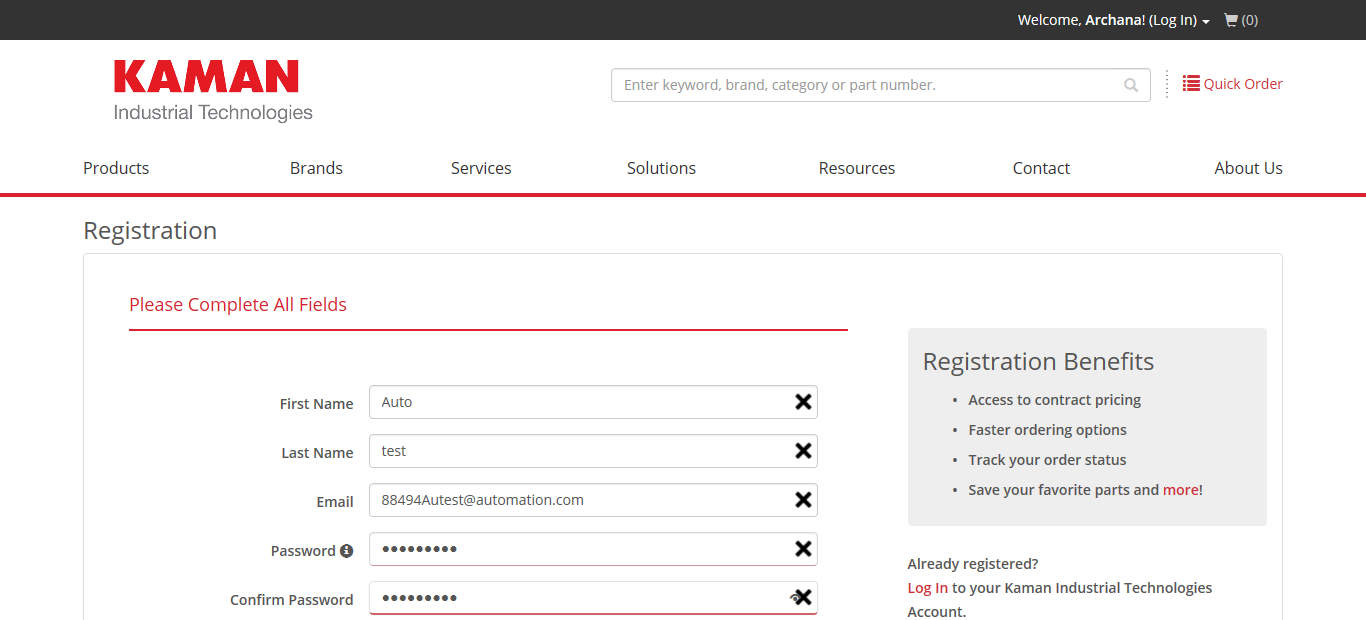 Welcome, Archana! (Log In) (0)
KAMAN
Industrial Technologies
Enter keyword, brand, category or part number.
Quick Order
Products Brands Services Solutions Resources Contact About Us
Registration
Please Complete All Fields
First Name Auto
Last Name test
Email 88494Autest@automation.com
Password •••••••••
Confirm Password •••••••••
Registration Benefits
• Access to contract pricing
• Faster ordering options
• Track your order status
• Save your favorite parts and more!
Already registered?
Log In to your Kaman Industrial Technologies
Account.